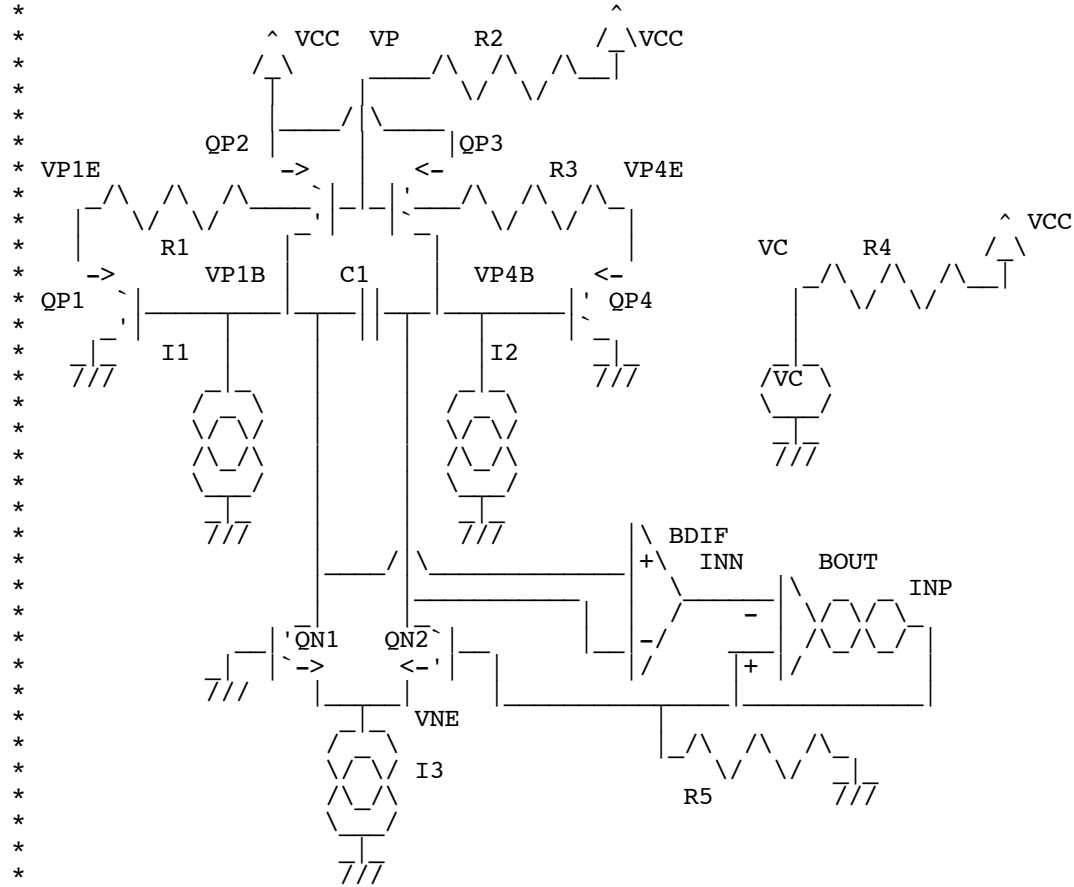 VCC VP R2 VCC
QP2 QP3
VP1E -> <- R3 VP4E
R1 VCC
-> VP1B C1 VP4B <- VC R4
QP1 QP4
I1 I2
VC
BDIF
+ INN BOUT INP
-
QN1 QN2 -
-> <- +
VNE
I3
R5